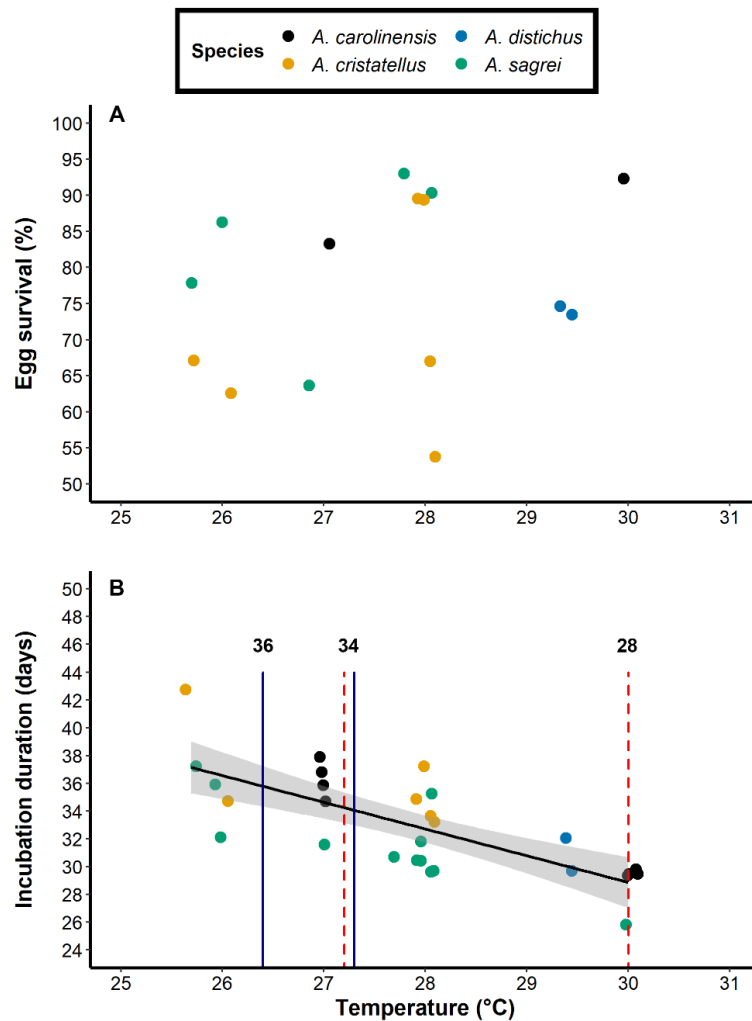 Species
A. carolinensis
A. distichus
A. cristatellus
A. sagrei
A
Egg survival (%)
100
95
90
85
80
75
70
65
60
55
50
25 26 27 28 29 30 31
B
Incubation duration (days)
50
48
46
44
42
40
38
36
34
32
30
28
26
24
36 34 28
25 26 27 28 29 30 31
Temperature (°C)